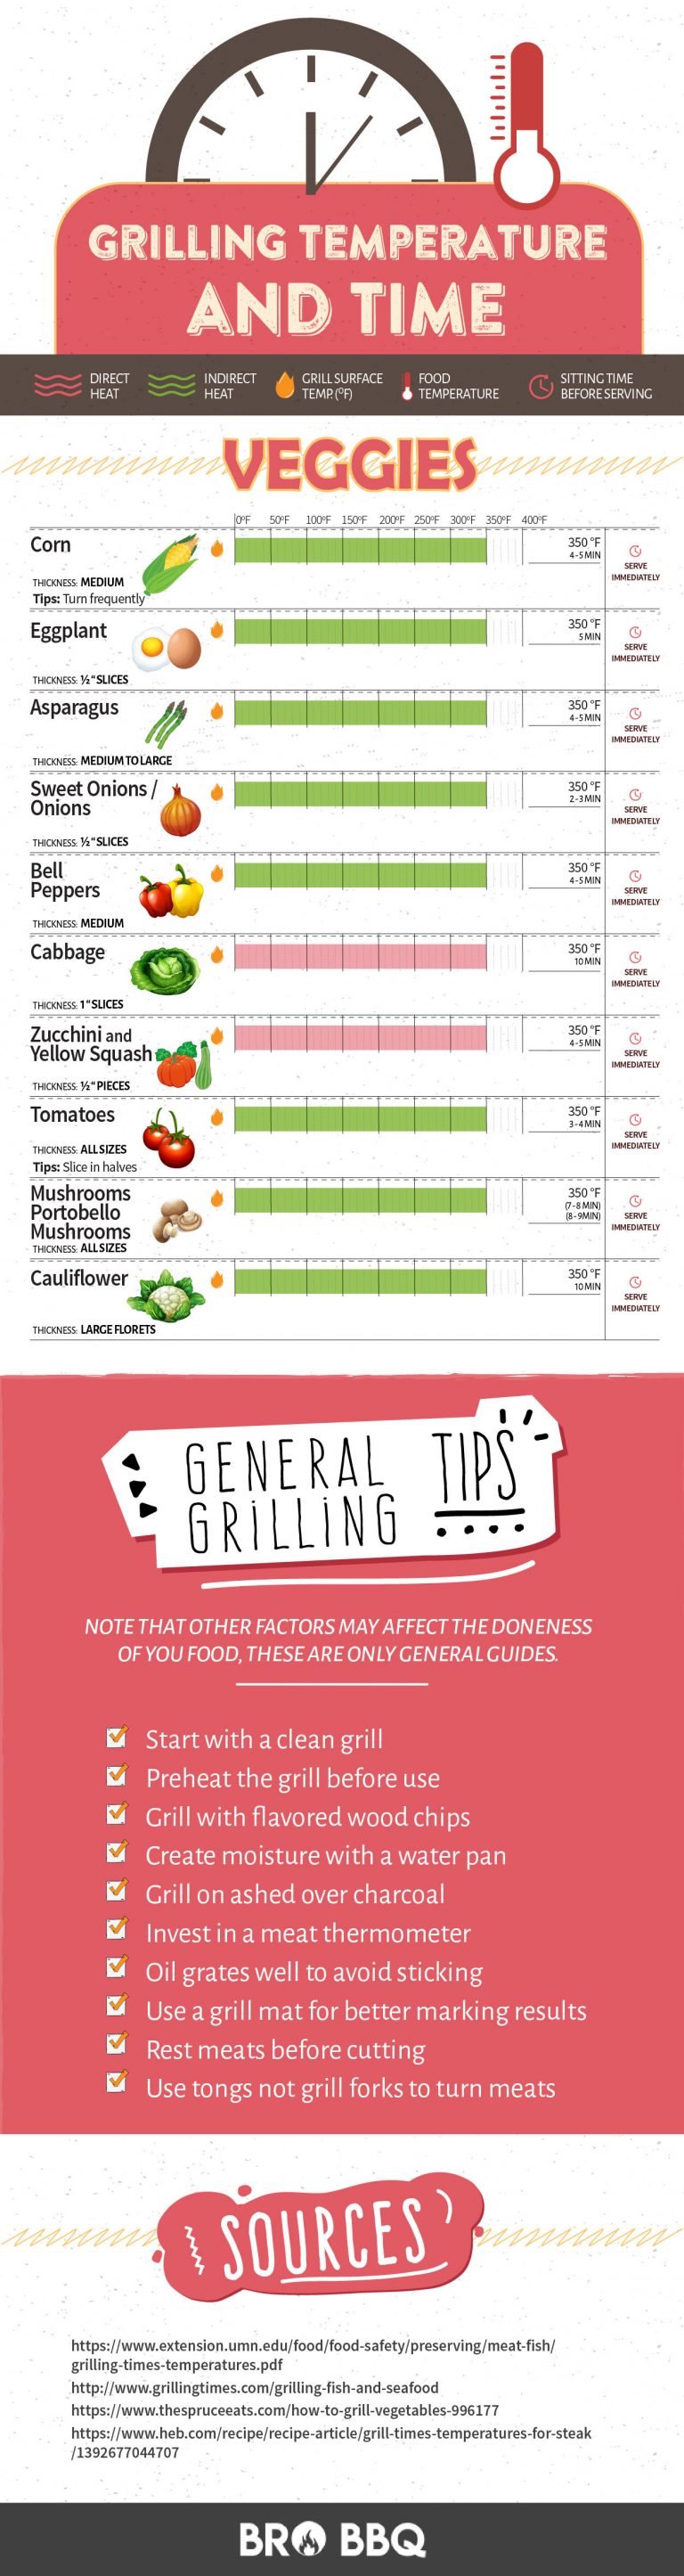 GRILLING TEMPERATURE
AND TIME
DIRECT
HEAT
INDIRECT
HEAT
GRILL SURFACE
TEMP. (ºF)
FOOD
TEMPERATURE
SITTING TIME
BEFORE SERVING
VEGGIES
0ºF 50ºF 100ºF 150ºF 200ºF 250ºF 300ºF 350ºF 400ºF
Corn
350 °F
4-5 MIN
SERVE
IMMEDIATELY
THICKNESS: MEDIUM
Tips: Turn frequently
Eggplant
350 °F
5 MIN
SERVE
IMMEDIATELY
THICKNESS: ½“ SLICES
Asparagus
350 °F
4-5 MIN
SERVE
IMMEDIATELY
THICKNESS: MEDIUM TO LARGE
Sweet Onions /
Onions
350 °F
2-3 MIN
SERVE
IMMEDIATELY
THICKNESS: ½“ SLICES
Bell
Peppers
350 °F
4-5 MIN
SERVE
IMMEDIATELY
THICKNESS: MEDIUM
Cabbage
350 °F
10 MIN
SERVE
IMMEDIATELY
THICKNESS: 1“ SLICES
Zucchini and
Yellow Squash
350 °F
4-5 MIN
SERVE
IMMEDIATELY
THICKNESS: ½“ PIECES
Tomatoes
350 °F
3-4 MIN
SERVE
IMMEDIATELY
THICKNESS: ALL SIZES
Tips: Slice in halves
Mushrooms
Portobello
Mushrooms
350 °F
(7-8 MIN)
(8-9MIN)
SERVE
IMMEDIATELY
THICKNESS: ALL SIZES
Cauliflower
350 °F
10 MIN
SERVE
IMMEDIATELY
THICKNESS: LARGE FLORETS
GENERAL
GRILLING
TIPS
NOTE THAT OTHER FACTORS MAY AFFECT THE DONENESS
OF YOU FOOD, THESE ARE ONLY GENERAL GUIDES.
Start with a clean grill
Preheat the grill before use
Grill with flavored wood chips
Create moisture with a water pan
Grill on ashed over charcoal
Invest in a meat thermometer
Oil grates well to avoid sticking
Use a grill mat for better marking results
Rest meats before cutting
Use tongs not grill forks to turn meats
SOURCES
https://www.extension.umn.edu/food/food-safety/preserving/meat-fish/
grilling-times-temperatures.pdf
http://www.grillingtimes.com/grilling-fish-and-seafood
https://www.thespruceeats.com/how-to-grill-vegetables-996177
https://www.heb.com/recipe/recipe-article/grill-times-temperatures-for-steak
/1392677044707
BRO BBQ